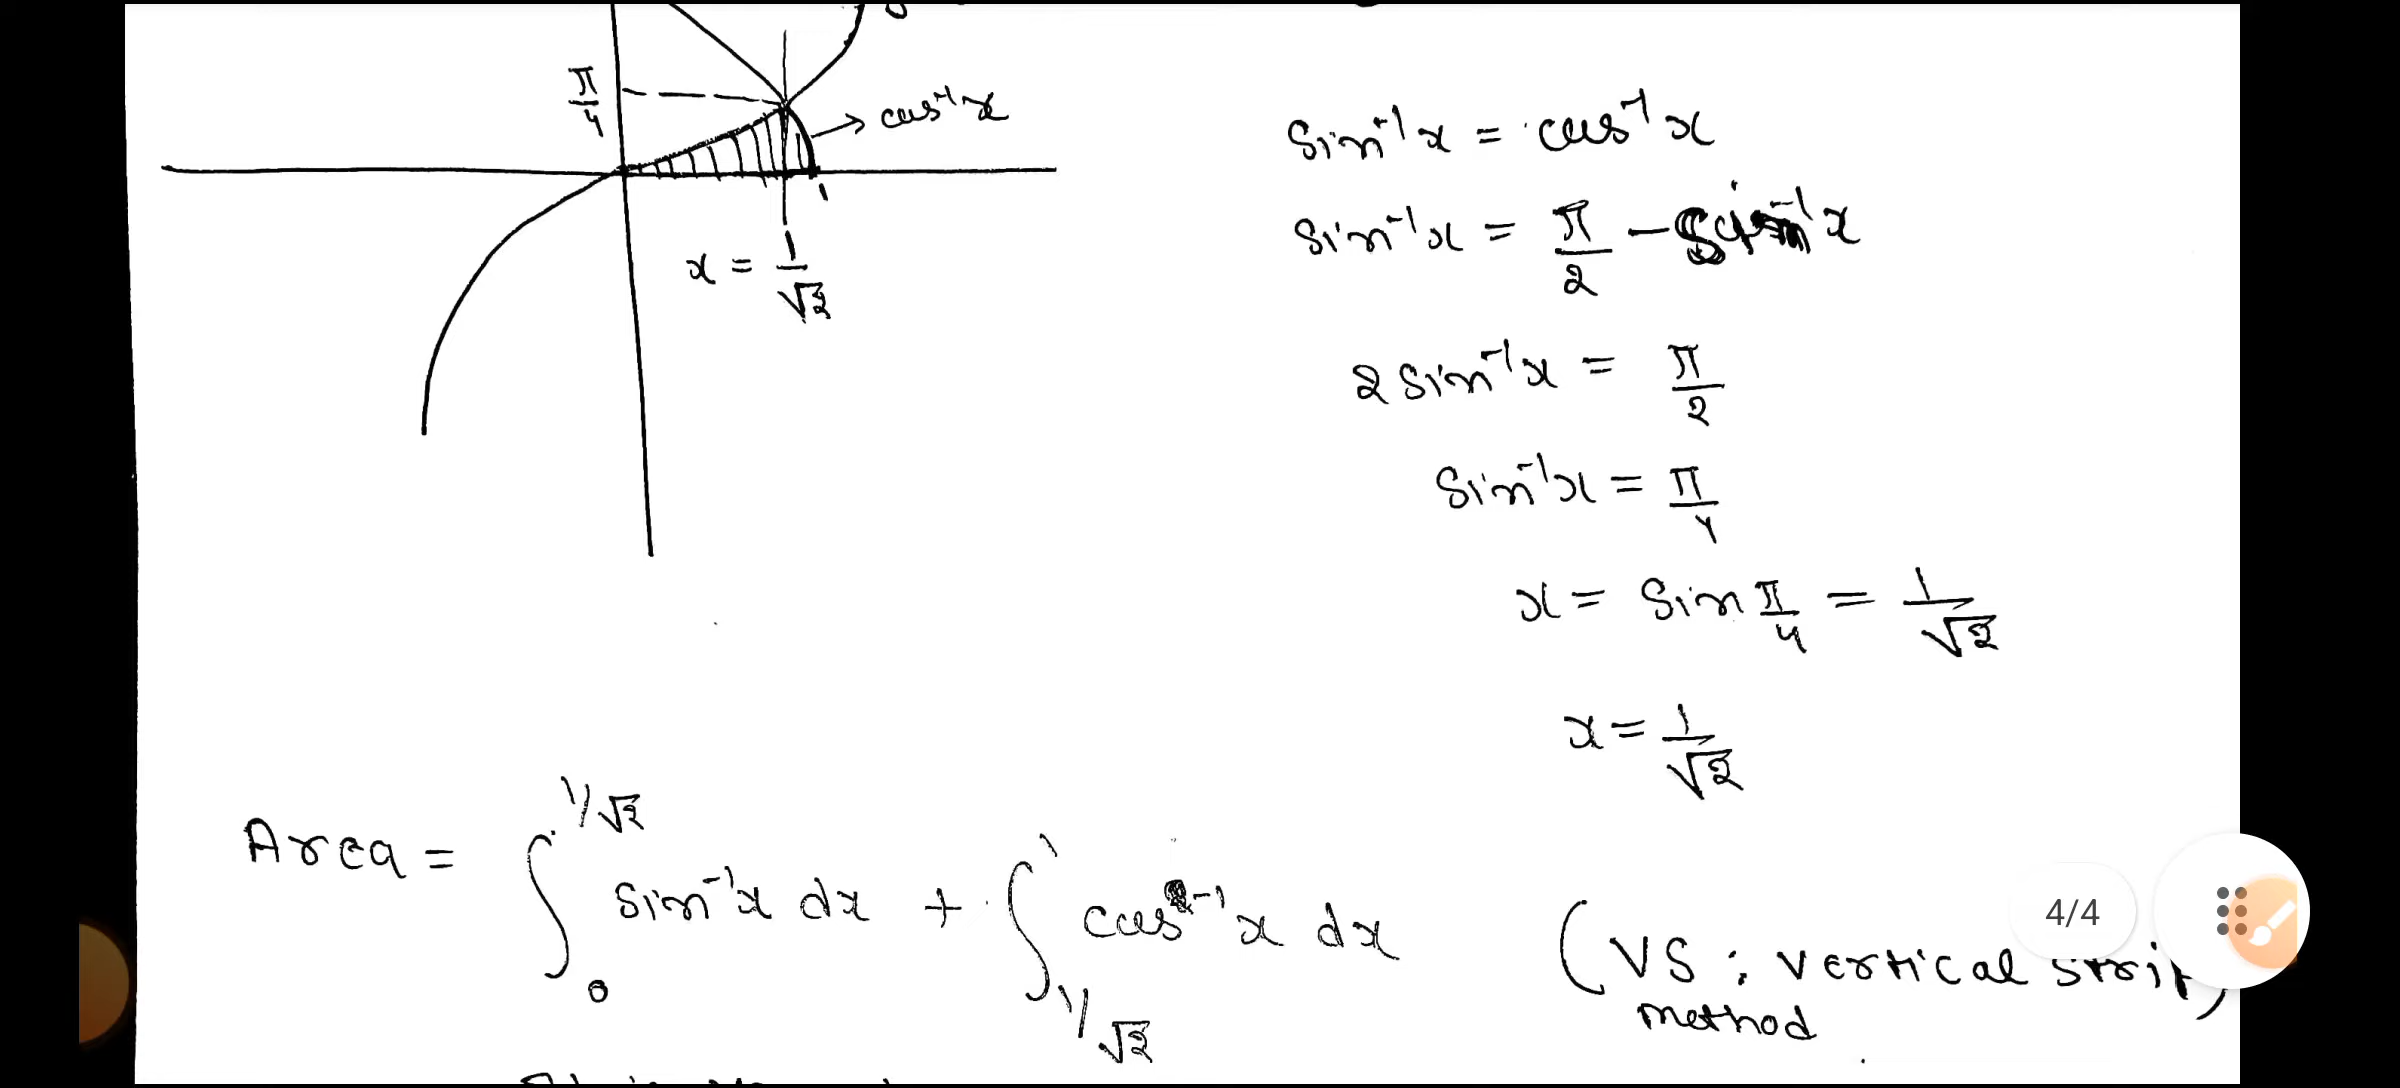 π/4
cos⁻¹x
1
x = 1/√2
sin⁻¹x = cos⁻¹x
sin⁻¹x = π/2 - sin⁻¹x
2 sin⁻¹x = π/2
sin⁻¹x = π/4
x = sin π/4 = 1/√2
x = 1/√2
Area = ∫₀^(1/√2) sin⁻¹x dx + ∫_(1/√2)^1 cos⁻¹x dx
(VS : vertical strip
method
4/4